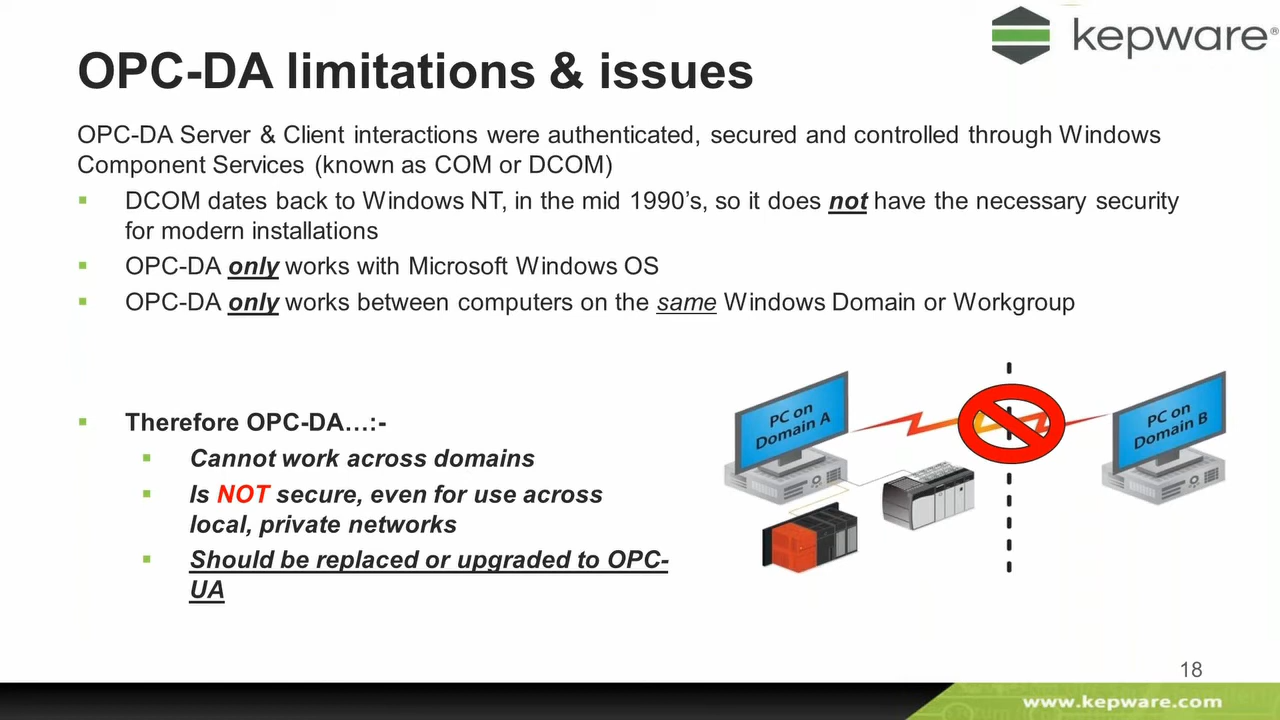 kepware®
OPC-DA limitations & issues
OPC-DA Server & Client interactions were authenticated, secured and controlled through Windows
Component Services (known as COM or DCOM)
▪ DCOM dates back to Windows NT, in the mid 1990’s, so it does not have the necessary security
for modern installations
▪ OPC-DA only works with Microsoft Windows OS
▪ OPC-DA only works between computers on the same Windows Domain or Workgroup
▪ Therefore OPC-DA…:-
▪ Cannot work across domains
▪ Is NOT secure, even for use across
local, private networks
▪ Should be replaced or upgraded to OPC-
UA
PC on
Domain A
PC on
Domain B
18
www.kepware.com